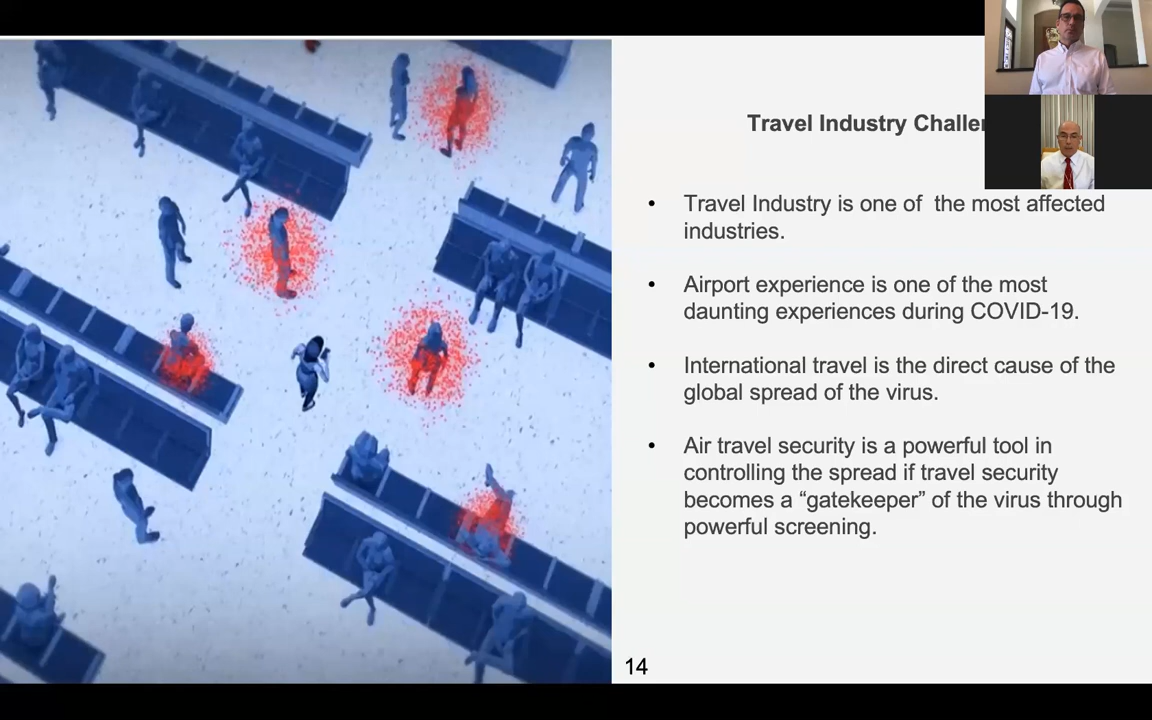 Travel Industry Challen
• Travel Industry is one of the most affected
industries.
• Airport experience is one of the most
daunting experiences during COVID-19.
• International travel is the direct cause of the
global spread of the virus.
• Air travel security is a powerful tool in
controlling the spread if travel security
becomes a “gatekeeper” of the virus through
powerful screening.
14